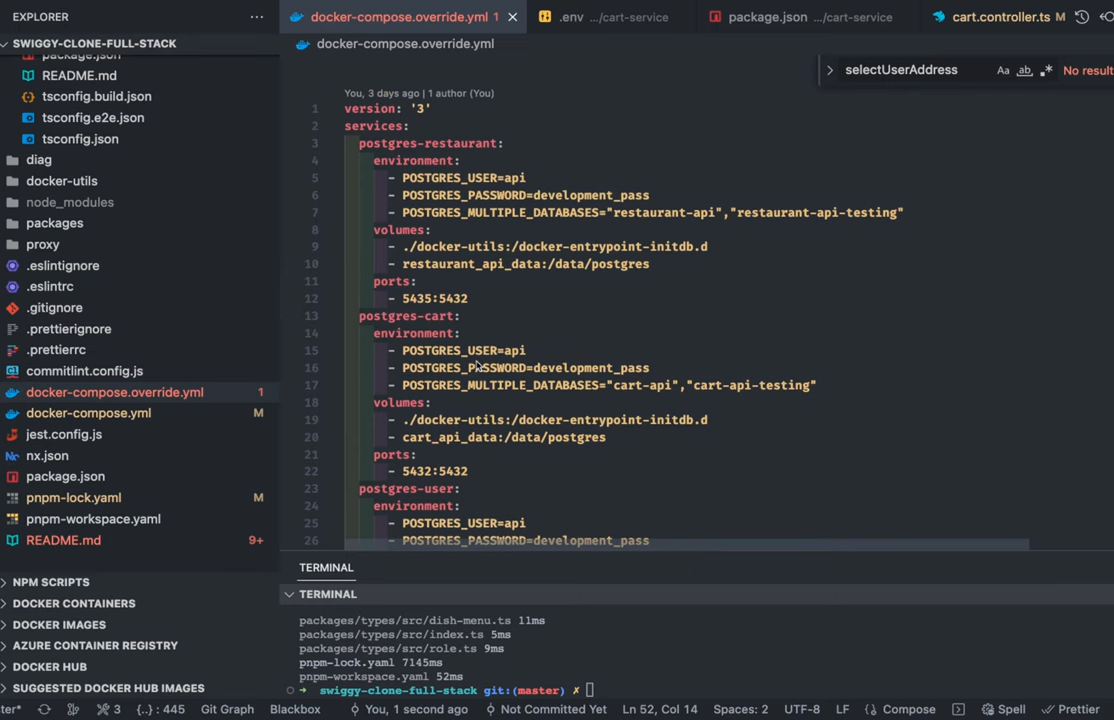 EXPLORER
SWIGGY-CLONE-FULL-STACK
package.json
README.md
tsconfig.build.json
tsconfig.e2e.json
tsconfig.json
diag
docker-utils
node_modules
packages
proxy
.eslintignore
.eslintrc
.gitignore
.prettierignore
.prettierrc
commitlint.config.js
docker-compose.override.yml 1
docker-compose.yml M
jest.config.js
nx.json
package.json
pnpm-lock.yaml M
pnpm-workspace.yaml
README.md 9+
NPM SCRIPTS
DOCKER CONTAINERS
DOCKER IMAGES
AZURE CONTAINER REGISTRY
DOCKER HUB
SUGGESTED DOCKER HUB IMAGES
docker-compose.override.yml 1 .env .../cart-service package.json .../cart-service cart.controller.ts M
docker-compose.override.yml
selectUserAddress Aa ab No result
You, 3 days ago | 1 author (You)
1 version: '3'
2 services:
3 postgres-restaurant:
4 environment:
5 - POSTGRES_USER=api
6 - POSTGRES_PASSWORD=development_pass
7 - POSTGRES_MULTIPLE_DATABASES="restaurant-api","restaurant-api-testing"
8 volumes:
9 - ./docker-utils:/docker-entrypoint-initdb.d
10 - restaurant_api_data:/data/postgres
11 ports:
12 - 5435:5432
13 postgres-cart:
14 environment:
15 - POSTGRES_USER=api
16 - POSTGRES_PASSWORD=development_pass
17 - POSTGRES_MULTIPLE_DATABASES="cart-api","cart-api-testing"
18 volumes:
19 - ./docker-utils:/docker-entrypoint-initdb.d
20 - cart_api_data:/data/postgres
21 ports:
22 - 5432:5432
23 postgres-user:
24 environment:
25 - POSTGRES_USER=api
26 - POSTGRES_PASSWORD=development_pass
TERMINAL
TERMINAL
packages/types/src/dish-menu.ts 11ms
packages/types/src/index.ts 5ms
packages/types/src/role.ts 9ms
pnpm-lock.yaml 7145ms
pnpm-workspace.yaml 52ms
➜ swiggy-clone-full-stack git:(master) ✗
ster* 3 {..} : 445 Git Graph Blackbox You, 1 second ago Not Committed Yet Ln 52, Col 14 Spaces: 2 UTF-8 LF Compose Spell Prettier